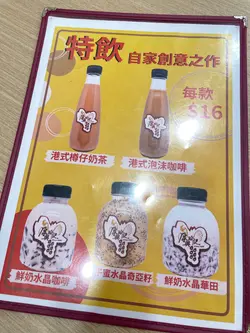 特飲 自家創意之作
每款
$16
港式樽仔奶茶
港式泡沫咖啡
鮮奶水晶咖啡
蜜水晶奇亞籽
鮮奶水晶華田